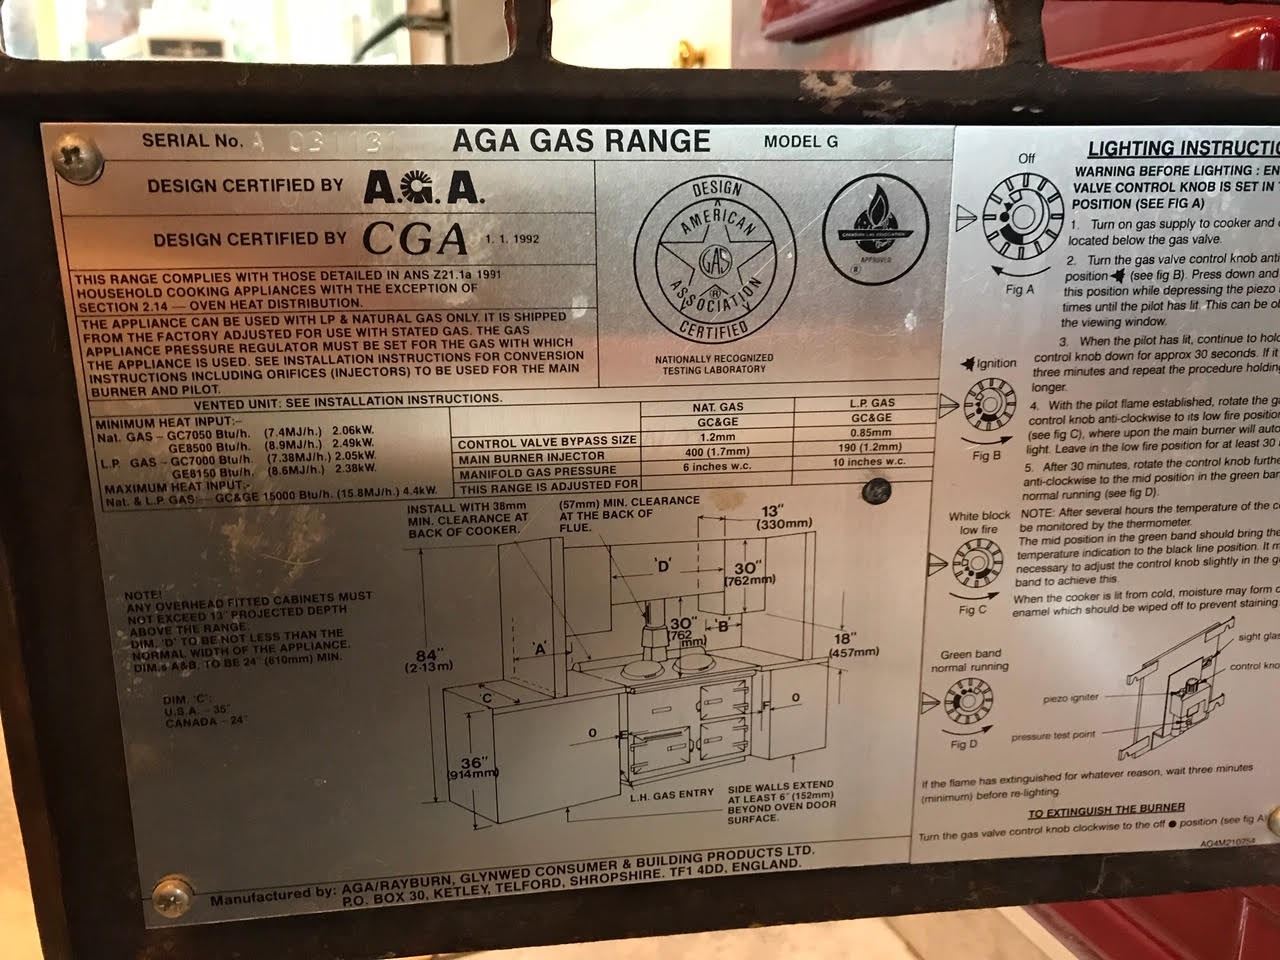 SERIAL No. A 031131
AGA GAS RANGE
MODEL G
DESIGN CERTIFIED BY A.G.A.
DESIGN CERTIFIED BY CGA 1. 1. 1992
THIS RANGE COMPLIES WITH THOSE DETAILED IN ANS Z21.1a 1991
HOUSEHOLD COOKING APPLIANCES WITH THE EXCEPTION OF
SECTION 2.14 — OVEN HEAT DISTRIBUTION.
THE APPLIANCE CAN BE USED WITH LP & NATURAL GAS ONLY. IT IS SHIPPED
FROM THE FACTORY ADJUSTED FOR USE WITH STATED GAS. THE GAS
APPLIANCE PRESSURE REGULATOR MUST BE SET FOR THE GAS WITH WHICH
THE APPLIANCE IS USED. SEE INSTALLATION INSTRUCTIONS FOR CONVERSION
INSTRUCTIONS INCLUDING ORIFICES (INJECTORS) TO BE USED FOR THE MAIN
BURNER AND PILOT.
DESIGN
AMERICAN
GAS
ASSOCIATION
®
CERTIFIED
NATIONALLY RECOGNIZED
TESTING LABORATORY
CANADIAN GAS ASSOCIATION
APPROVED
®
VENTED UNIT: SEE INSTALLATION INSTRUCTIONS.
MINIMUM HEAT INPUT:-
Nat. GAS – GC7050 Btu/h. (7.4MJ/h.) 2.06kW.
GE8500 Btu/h. (8.9MJ/h.) 2.49kW.
L.P. GAS – GC7000 Btu/h. (7.38MJ/h.) 2.05kW.
GE8150 Btu/h. (8.6MJ/h.) 2.38kW.
MAXIMUM HEAT INPUT:-
Nat. & L.P. GAS:— GC&GE 15000 Btu/h. (15.8MJ/h.) 4.4kW.
NAT. GAS L.P. GAS
GC&GE GC&GE
CONTROL VALVE BYPASS SIZE 1.2mm 0.85mm
MAIN BURNER INJECTOR 400 (1.7mm) 190 (1.2mm)
MANIFOLD GAS PRESSURE 6 inches w.c. 10 inches w.c.
THIS RANGE IS ADJUSTED FOR
INSTALL WITH 38mm
MIN. CLEARANCE AT
BACK OF COOKER.
(57mm) MIN. CLEARANCE
AT THE BACK OF
FLUE.
13"
(330mm)
'D'
30"
(762mm)
30"
(762
mm)
'B'
'A'
18"
(457mm)
84"
(2·13m)
'C'
O
F
O
36"
(914mm)
L.H. GAS ENTRY
SIDE WALLS EXTEND
AT LEAST 6" (152mm)
BEYOND OVEN DOOR
SURFACE.
NOTE!
ANY OVERHEAD FITTED CABINETS MUST
NOT EXCEED 13" PROJECTED DEPTH
ABOVE THE RANGE.
DIM. 'D' TO BE NOT LESS THAN THE
NORMAL WIDTH OF THE APPLIANCE.
DIM.s A&B, TO BE 24" (610mm) MIN.
DIM. 'C':
U.S.A. – 35"
CANADA – 24"
Manufactured by: AGA/RAYBURN, GLYNWED CONSUMER & BUILDING PRODUCTS LTD.
P.O. BOX 30, KETLEY, TELFORD, SHROPSHIRE. TF1 4DD, ENGLAND.
LIGHTING INSTRUCTIO
WARNING BEFORE LIGHTING : EN
VALVE CONTROL KNOB IS SET IN
POSITION (SEE FIG A)
1. Turn on gas supply to cooker and
located below the gas valve.
2. Turn the gas valve control knob anti
position (see fig B). Press down and
this position while depressing the piezo
times until the pilot has lit. This can be
the viewing window.
3. When the pilot has lit, continue to hold
control knob down for approx 30 seconds. If it
three minutes and repeat the procedure holding
longer.
4. With the pilot flame established, rotate the ga
control knob anti-clockwise to its low fire position
(see fig C), where upon the main burner will auto
light. Leave in the low fire position for at least 30
5. After 30 minutes, rotate the control knob furthe
anti-clockwise to the mid position in the green ban
normal running (see fig D).
NOTE: After several hours the temperature of the co
be monitored by the thermometer.
The mid position in the green band should bring the
temperature indication to the black line position. It m
necessary to adjust the control knob slightly in the g
band to achieve this.
When the cooker is lit from cold, moisture may form
enamel which should be wiped off to prevent staining
Off
Fig A
Ignition
Fig B
White block
low fire
Fig C
Green band
normal running
Fig D
sight glas
control kno
piezo igniter
pressure test point
If the flame has extinguished for whatever reason, wait three minutes
(minimum) before re-lighting.
TO EXTINGUISH THE BURNER
Turn the gas valve control knob clockwise to the off ● position (see fig A)
AG4M210754